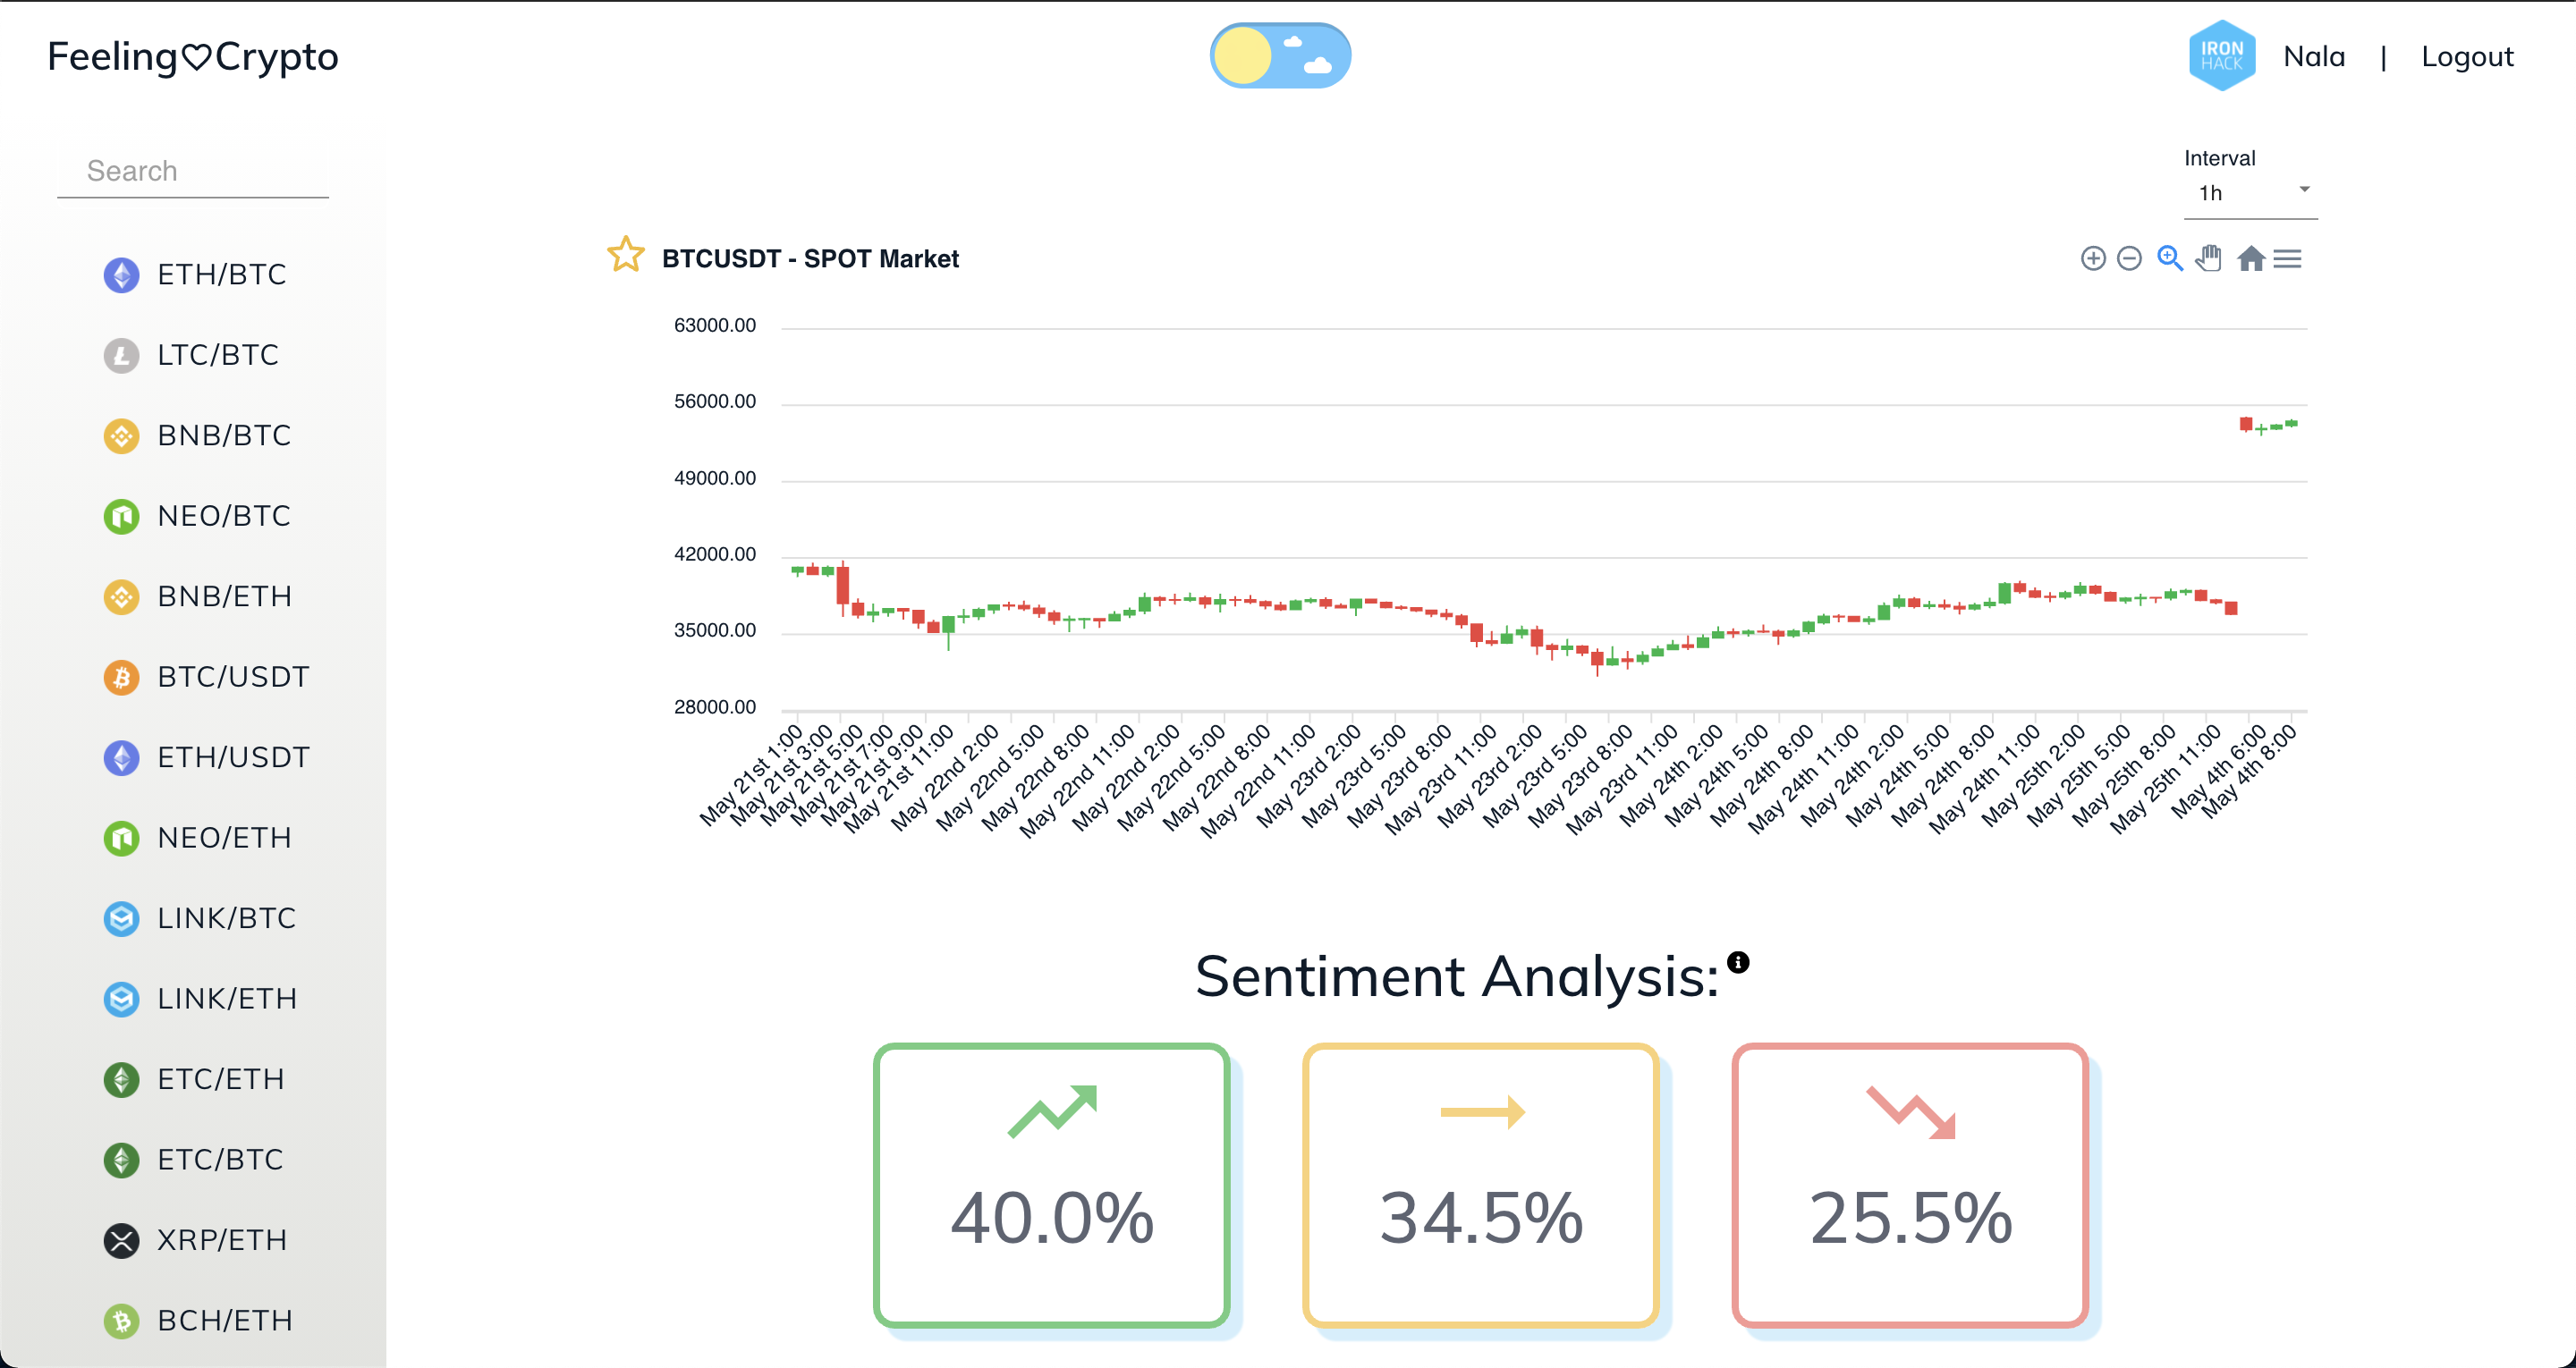 Feeling♡Crypto
IRON
HACK
Nala | Logout
Search
ETH/BTC
LTC/BTC
BNB/BTC
NEO/BTC
BNB/ETH
BTC/USDT
ETH/USDT
NEO/ETH
LINK/BTC
LINK/ETH
ETC/ETH
ETC/BTC
XRP/ETH
BCH/ETH
Interval
1h
BTCUSDT - SPOT Market
63000.00
56000.00
49000.00
42000.00
35000.00
28000.00
May 21st 1:00
May 21st 3:00
May 21st 5:00
May 21st 7:00
May 21st 9:00
May 21st 11:00
May 22nd 2:00
May 22nd 5:00
May 22nd 8:00
May 22nd 11:00
May 22nd 2:00
May 22nd 5:00
May 22nd 8:00
May 22nd 11:00
May 23rd 2:00
May 23rd 5:00
May 23rd 8:00
May 23rd 11:00
May 23rd 2:00
May 23rd 5:00
May 23rd 8:00
May 23rd 11:00
May 24th 2:00
May 24th 5:00
May 24th 8:00
May 24th 11:00
May 24th 2:00
May 24th 5:00
May 24th 8:00
May 24th 11:00
May 25th 2:00
May 25th 5:00
May 25th 8:00
May 25th 11:00
May 4th 6:00
May 4th 8:00
Sentiment Analysis:
40.0%
34.5%
25.5%